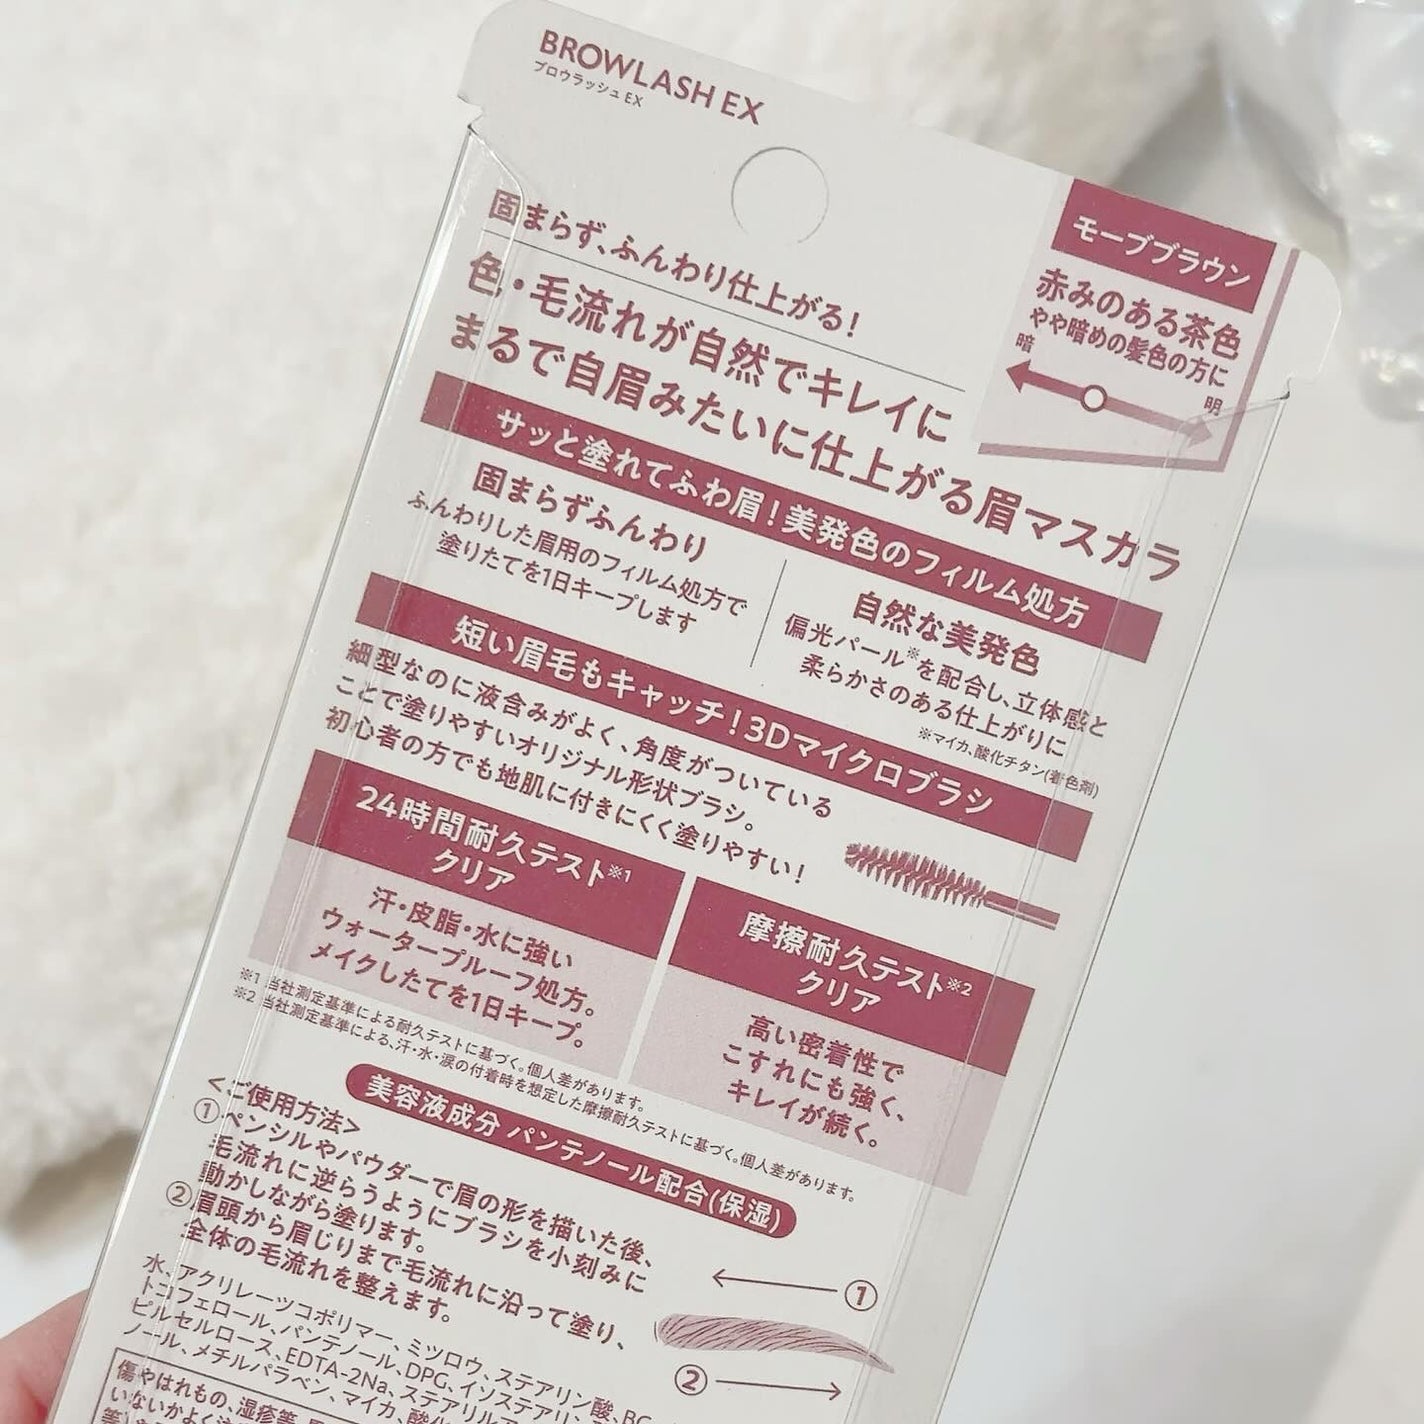 BROWLASH EX
ブロウラッシュ EX
モーブブラウン
赤みのある茶色
やや暗めの髪色の方に
暗
明
固まらず、ふんわり仕上がる!
色・毛流れが自然でキレイに
まるで自眉みたいに仕上がる眉マスカラ
サッと塗れてふわ眉!美発色のフィルム処方
固まらずふんわり
ふんわりした眉用のフィルム処方で
塗りたてを1日キープします
自然な美発色
偏光パール※を配合し、立体感と
柔らかさのある仕上がりに
※マイカ、酸化チタン(着色剤)
短い眉毛もキャッチ!3Dマイクロブラシ
細型なのに液含みがよく、角度がついている
ことで塗りやすいオリジナル形状ブラシ。
初心者の方でも地肌に付きにくく塗りやすい!
24時間耐久テスト※1
クリア
汗・皮脂・水に強い
ウォータープルーフ処方。
メイクしたてを1日キープ。
摩擦耐久テスト※2
クリア
高い密着性で
こすれにも強く、
キレイが続く。
※1 当社測定基準による耐久テストに基づく。個人差があります。
※2 当社測定基準による、汗・水・涙の付着時を想定した摩擦耐久テストに基づく。個人差があります。
美容液成分 パンテノール配合(保湿)
<ご使用方法>
①ペンシルやパウダーで眉の形を描いた後、
毛流れに逆らうようにブラシを小刻みに
動かしながら塗ります。
②眉頭から眉じりまで毛流れに沿って塗り、
全体の毛流れを整えます。
①
②
水、アクリレーツコポリマー、ミツロウ、ステアリン酸、BG、
トコフェロール、パンテノール、DPG、イソステアリン
ピルセルロース、EDTA-2Na、ステアリルア
ノール、メチルパラベン、マイカ、酸化
傷やはれもの、湿疹等
いないかよく